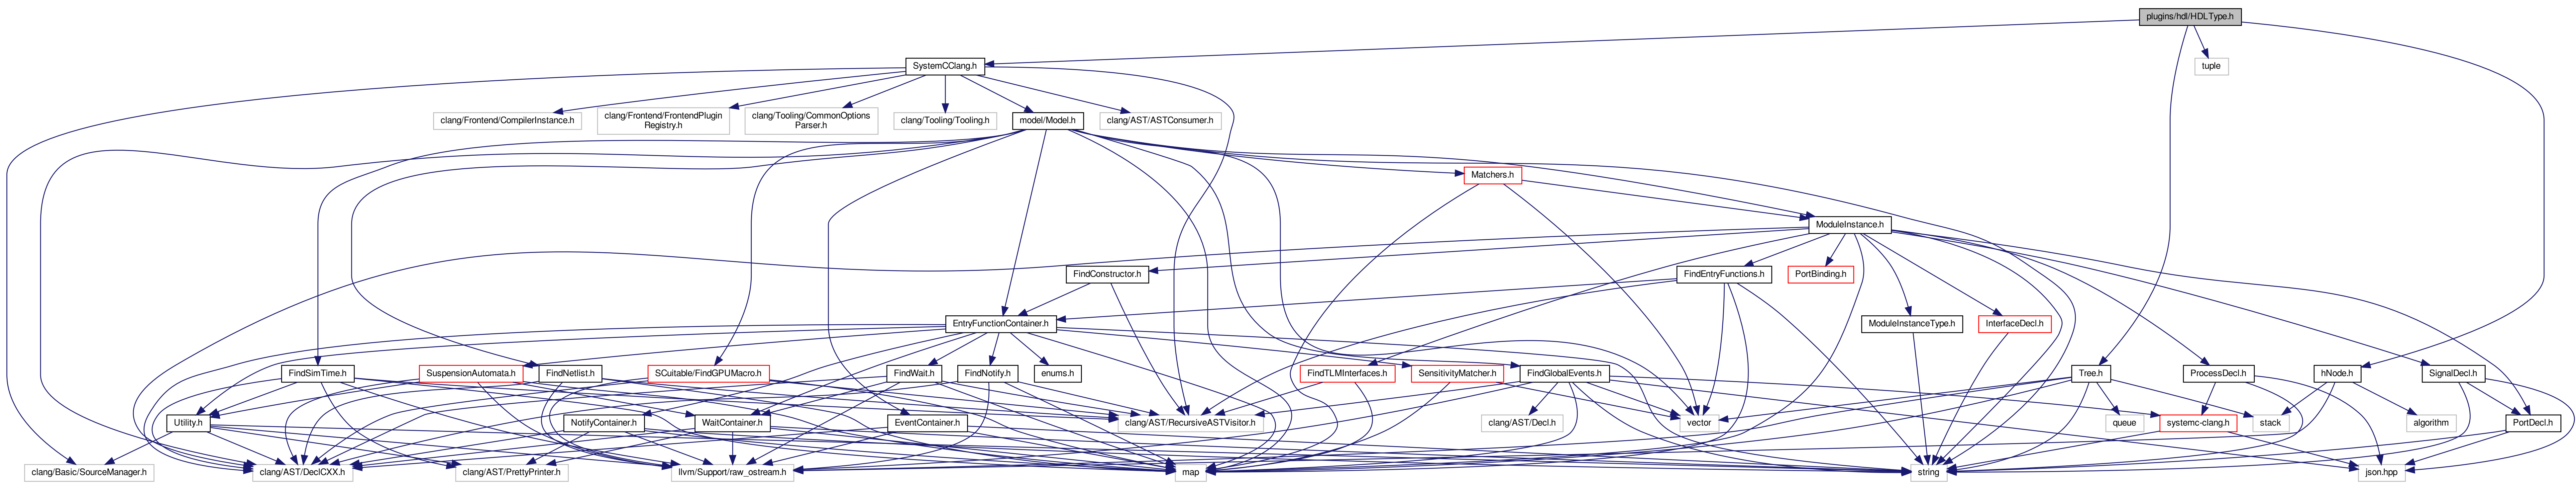 plugins/hdl/HDLType.h
SystemCClang.h
tuple
clang/Frontend/CompilerInstance.h
clang/Frontend/FrontendPlugin
Registry.h
clang/Tooling/CommonOptions
Parser.h
clang/Tooling/Tooling.h
model/Model.h
clang/AST/ASTConsumer.h
Matchers.h
ModuleInstance.h
FindConstructor.h
FindEntryFunctions.h
PortBinding.h
EntryFunctionContainer.h
ModuleInstanceType.h
InterfaceDecl.h
FindSimTime.h
SuspensionAutomata.h
FindNetlist.h
SCuitable/FindGPUMacro.h
FindWait.h
FindNotify.h
enums.h
FindTLMInterfaces.h
SensitivityMatcher.h
FindGlobalEvents.h
Tree.h
ProcessDecl.h
hNode.h
SignalDecl.h
Utility.h
NotifyContainer.h
WaitContainer.h
EventContainer.h
clang/AST/RecursiveASTVisitor.h
clang/AST/Decl.h
vector
queue
systemc-clang.h
stack
algorithm
PortDecl.h
clang/Basic/SourceManager.h
clang/AST/DeclCXX.h
clang/AST/PrettyPrinter.h
llvm/Support/raw_ostream.h
map
string
json.hpp